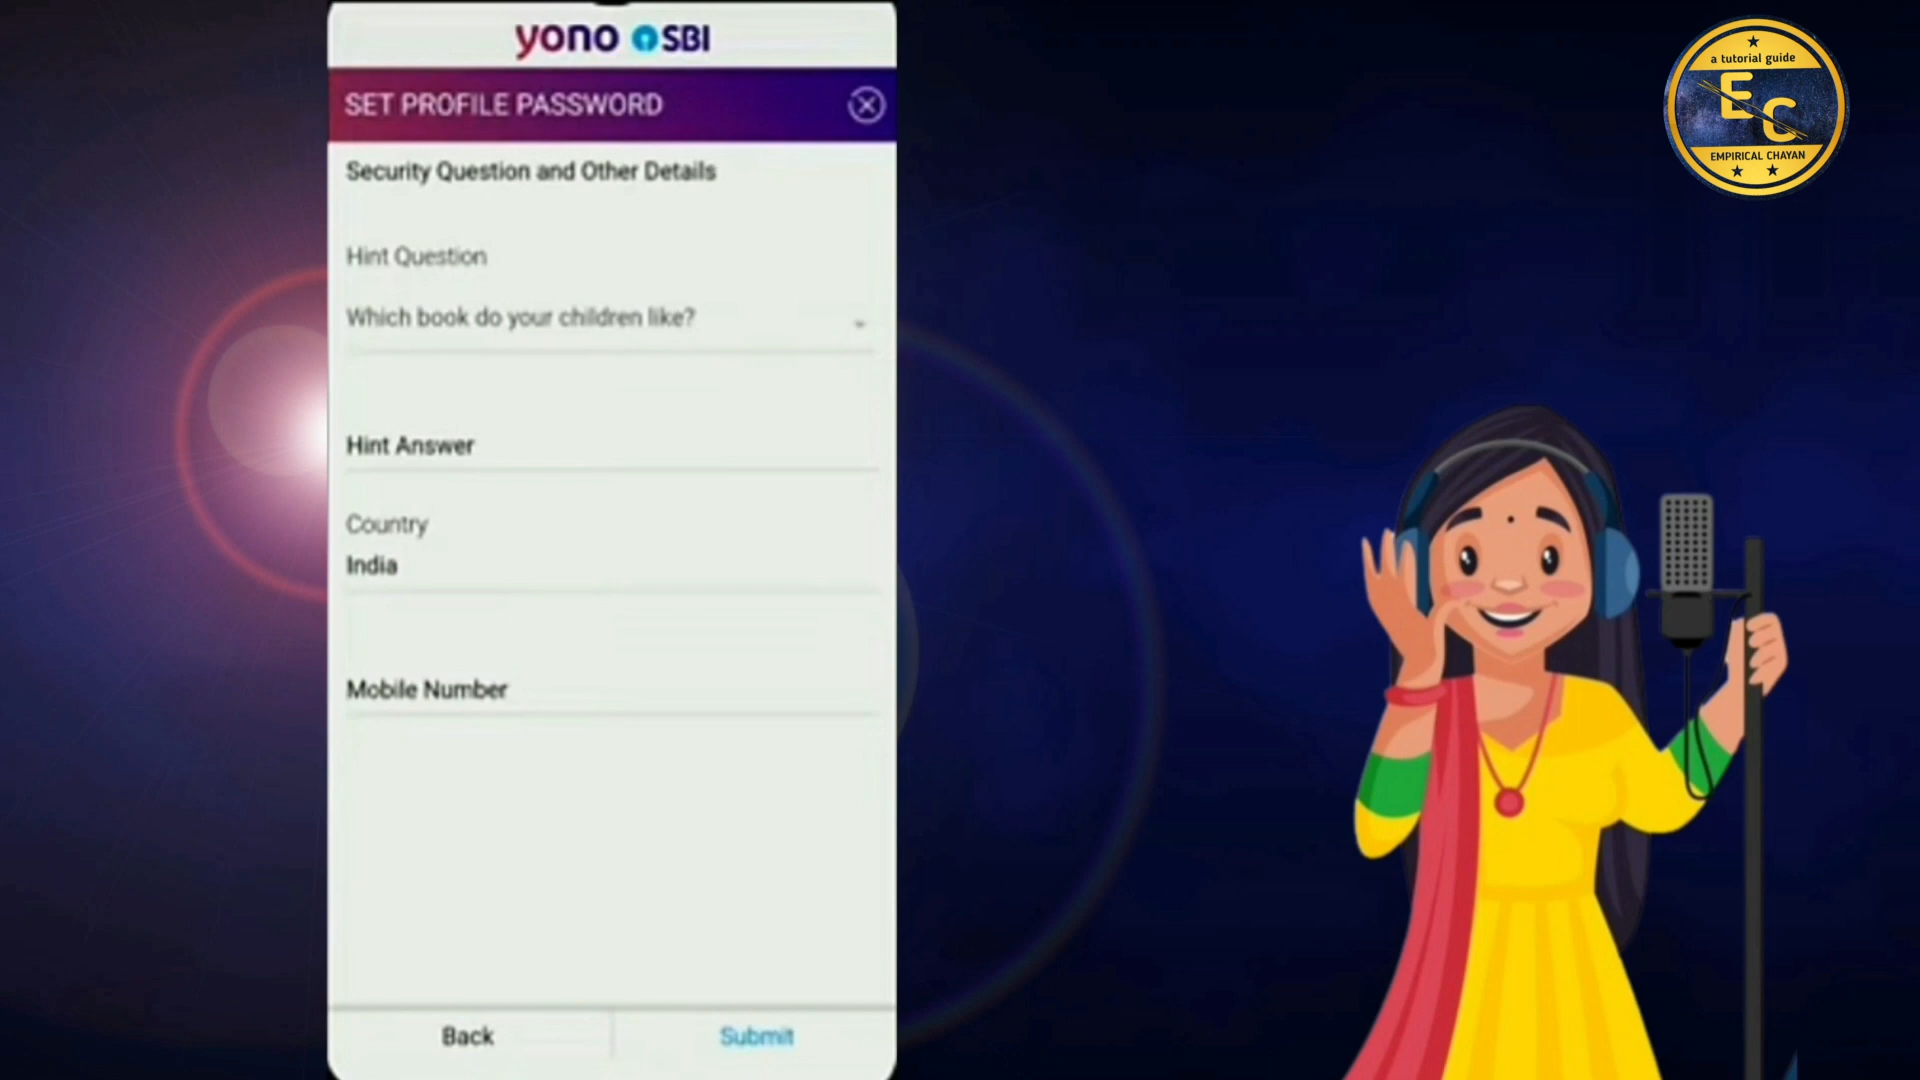 yono SBI
SET PROFILE PASSWORD
Security Question and Other Details
Hint Question
Which book do your children like?
Hint Answer
Country
India
Mobile Number
Back
Submit
a tutorial guide
EC
EMPIRICAL CHAYAN